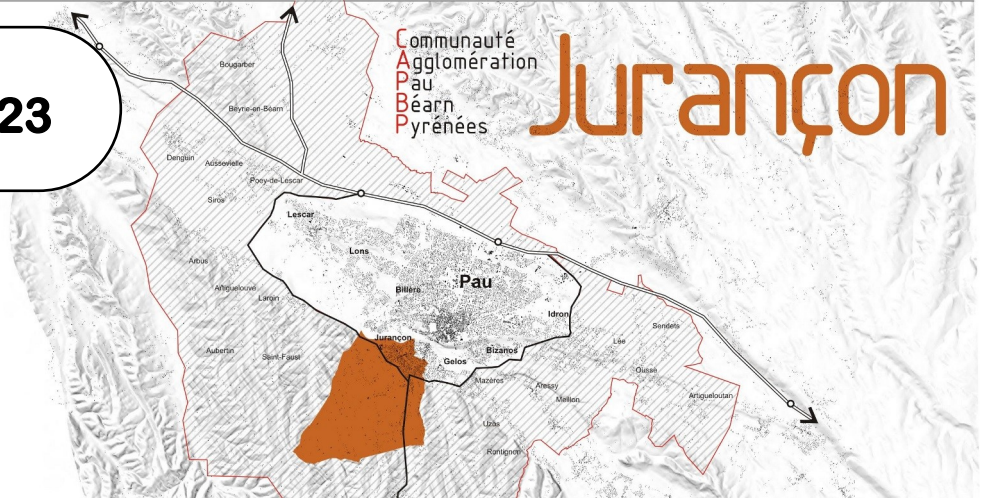 23
Communauté
Agglomération
Pau
Béarn
Pyrénées
Jurançon
Bougarber
Beyrie-en-Béarn
Denguin
Aussevielle
Poey-de-Lescar
Siros
Lescar
Lons
Pau
Arbus
Artiguelouve
Laroin
Billère
Idron
Sendets
Jurançon
Aubertin
Saint-Faust
Gelos
Bizanos
Lée
Mazères
Aressy
Ousse
Meillon
Artigueloutan
Uzos
Rontignon